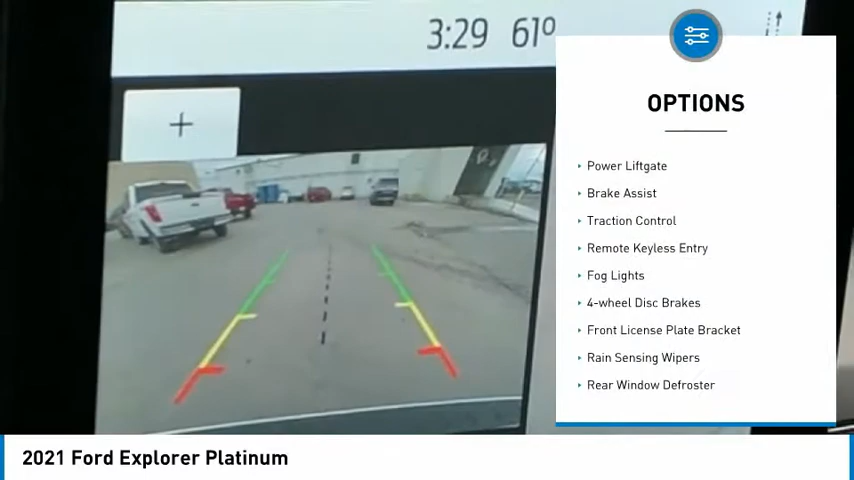 3:29 61°
+
OPTIONS
Power Liftgate
Brake Assist
Traction Control
Remote Keyless Entry
Fog Lights
4-wheel Disc Brakes
Front License Plate Bracket
Rain Sensing Wipers
Rear Window Defroster
2021 Ford Explorer Platinum